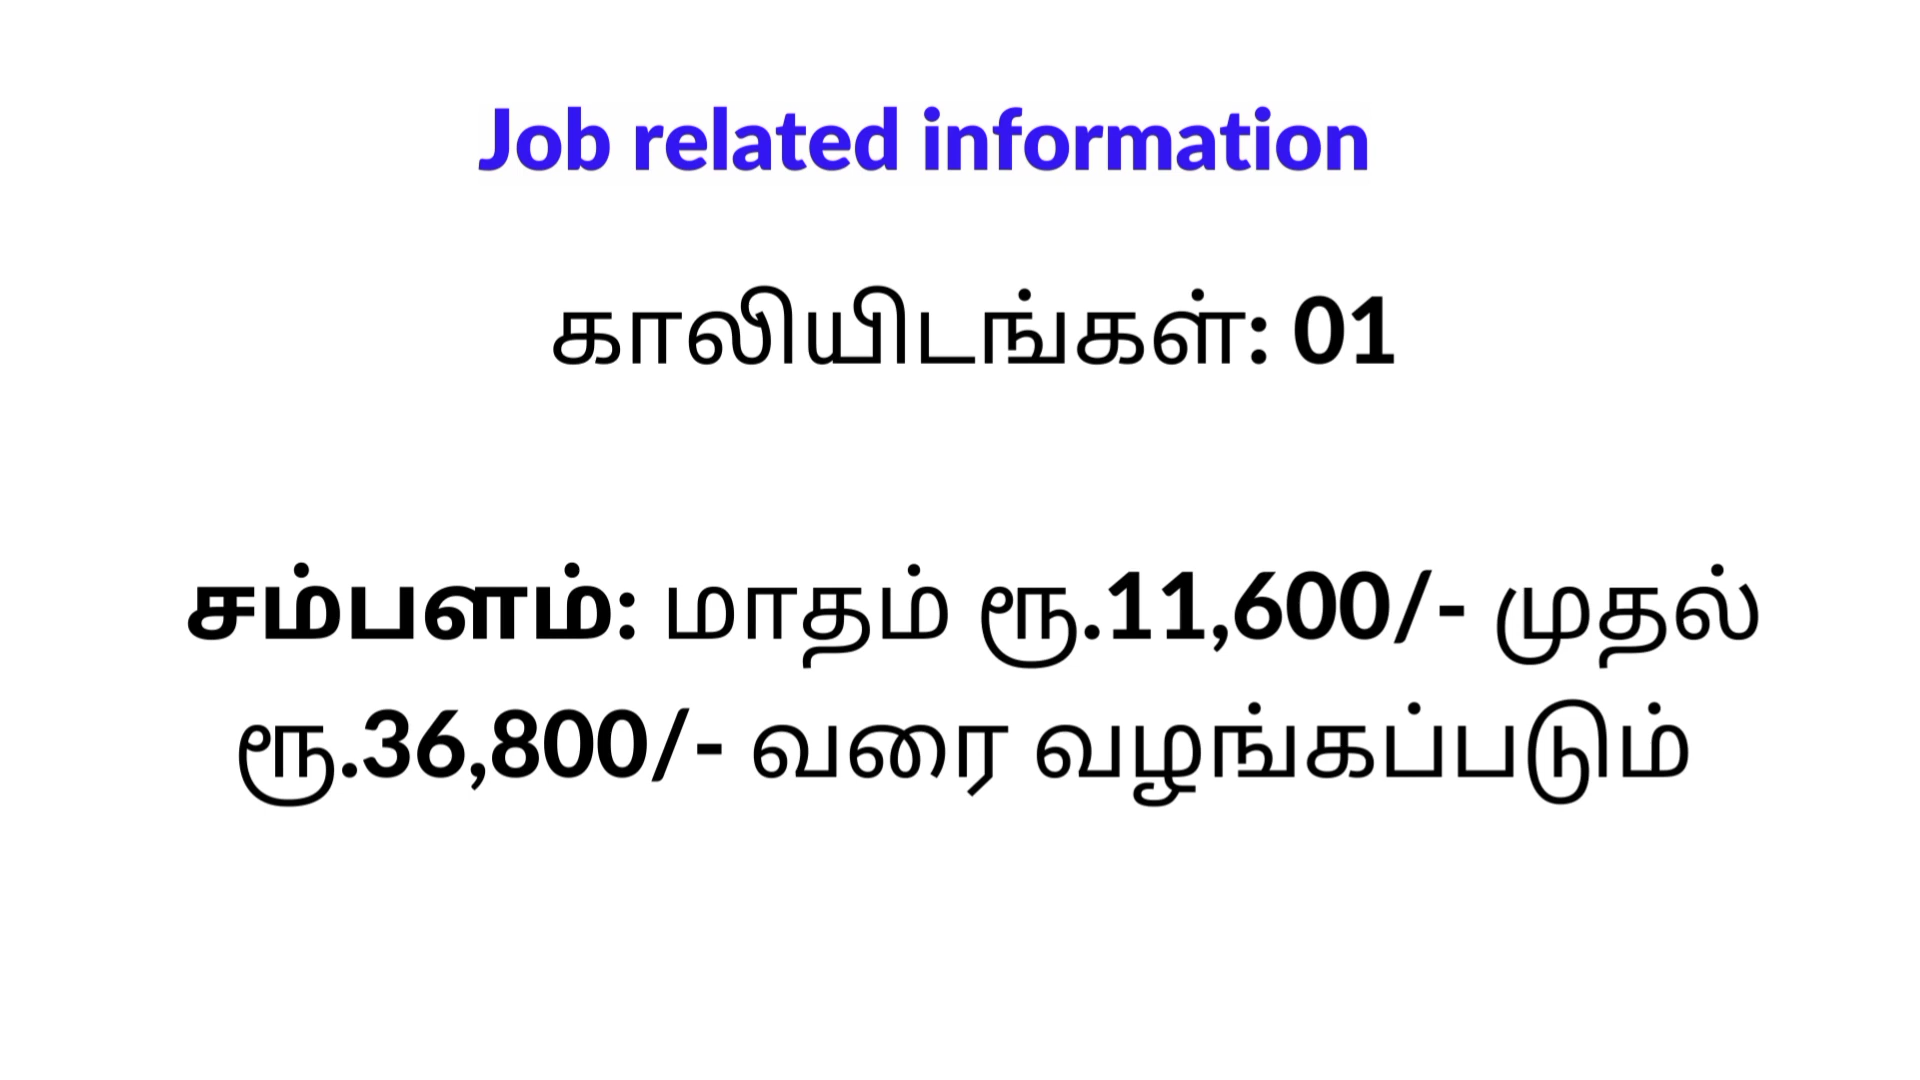 Job related information
காலியிடங்கள்: 01
சம்பளம்: மாதம் ரூ.11,600/- முதல்
ரூ.36,800/- வரை வழங்கப்படும்